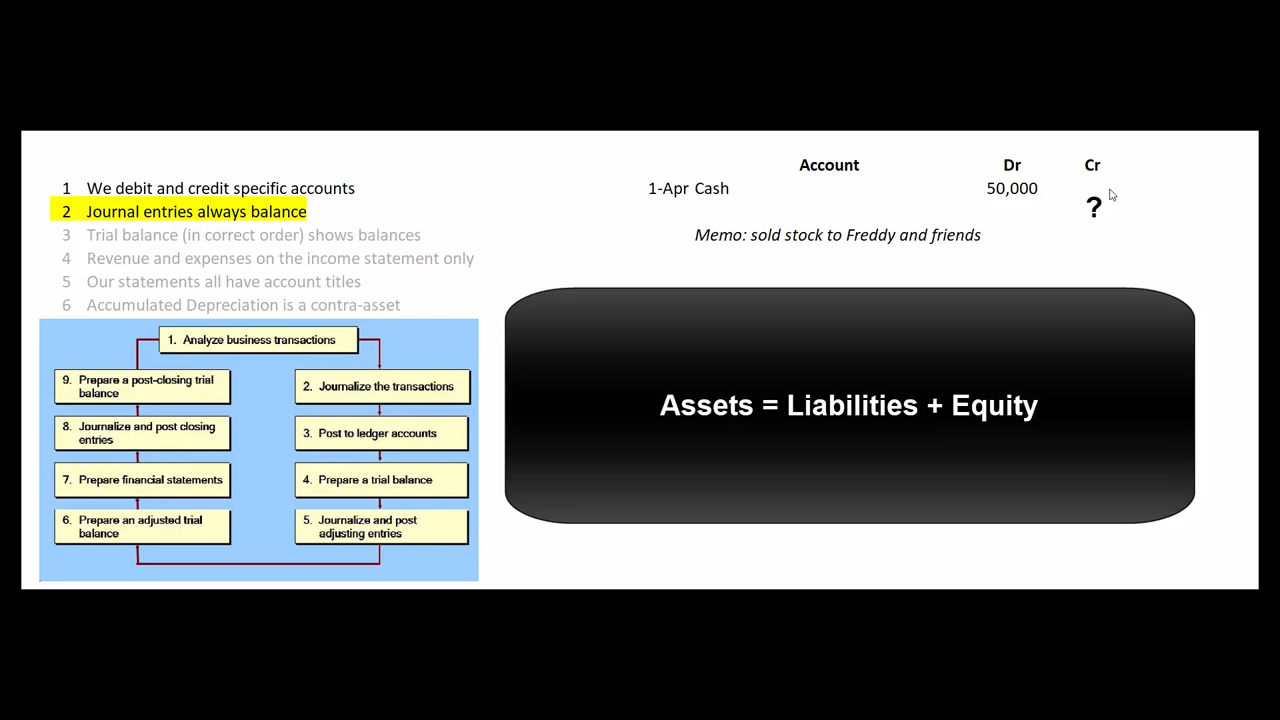 1 We debit and credit specific accounts
2 Journal entries always balance
3 Trial balance (in correct order) shows balances
4 Revenue and expenses on the income statement only
5 Our statements all have account titles
6 Accumulated Depreciation is a contra-asset
Account Dr Cr
1-Apr Cash 50,000
?
Memo: sold stock to Freddy and friends
1. Analyze business transactions
9. Prepare a post-closing trial
balance
2. Journalize the transactions
8. Journalize and post closing
entries
3. Post to ledger accounts
7. Prepare financial statements
4. Prepare a trial balance
6. Prepare an adjusted trial
balance
5. Journalize and post
adjusting entries
Assets = Liabilities + Equity